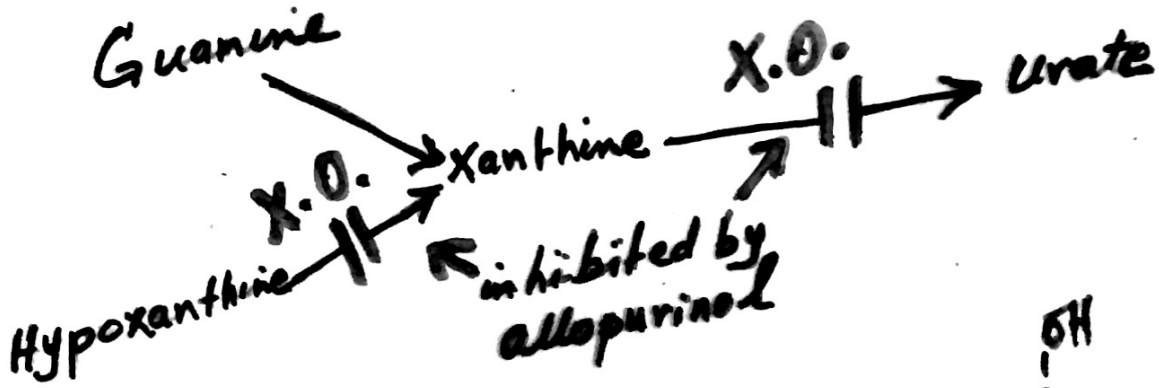 Guanine
X.O.
urate
Xanthine
X.O.
Hypoxanthine
inhibited by
allopurinol
OH